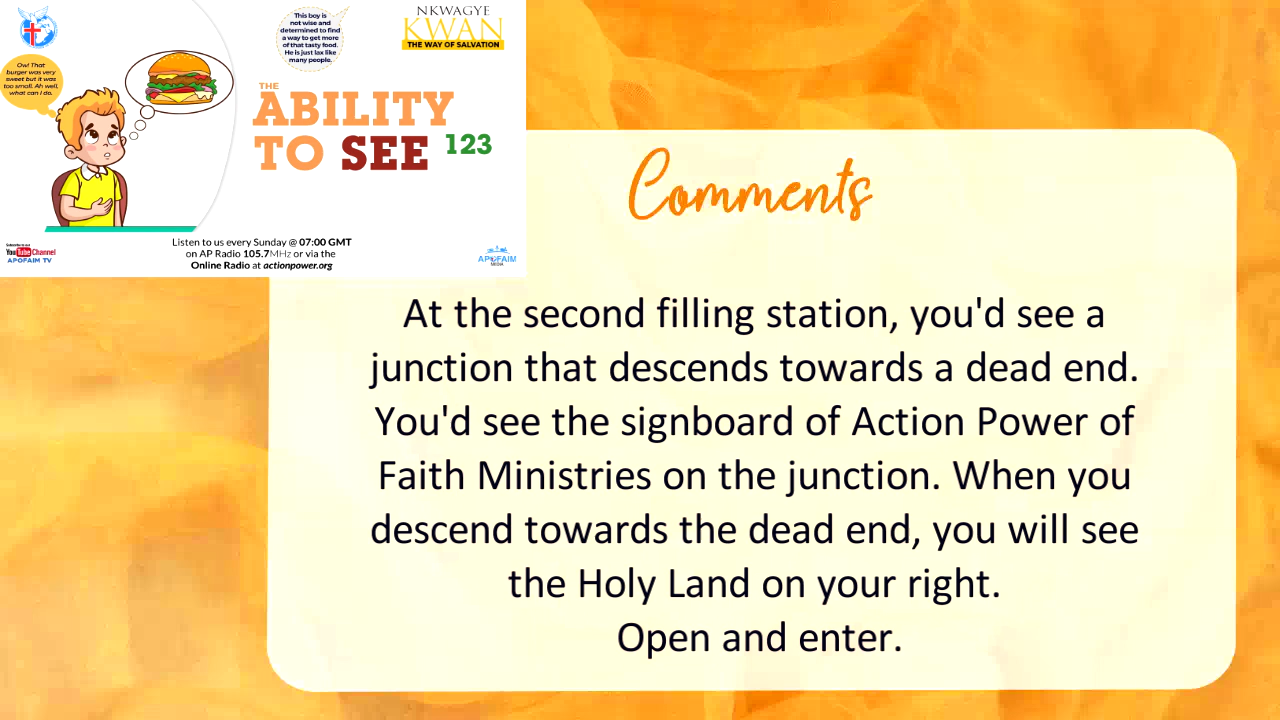 Ow! That
burger was very
sweet but it was
too small. Ah well,
what can I do.
This boy is
not wise and
determined to find
a way to get more
of that tasty food.
He is just lax like
many people.
NKWAGYE
KWAN
THE WAY OF SALVATION
THE
ABILITY
TO SEE 123
Listen to us every Sunday @ 07:00 GMT
on AP Radio 105.7MHz or via the
Online Radio at actionpower.org
YouTube Channel
APOFAIM TV
APOFAIM
MEDIA
Comments
At the second filling station, you'd see a
junction that descends towards a dead end.
You'd see the signboard of Action Power of
Faith Ministries on the junction. When you
descend towards the dead end, you will see
the Holy Land on your right.
Open and enter.